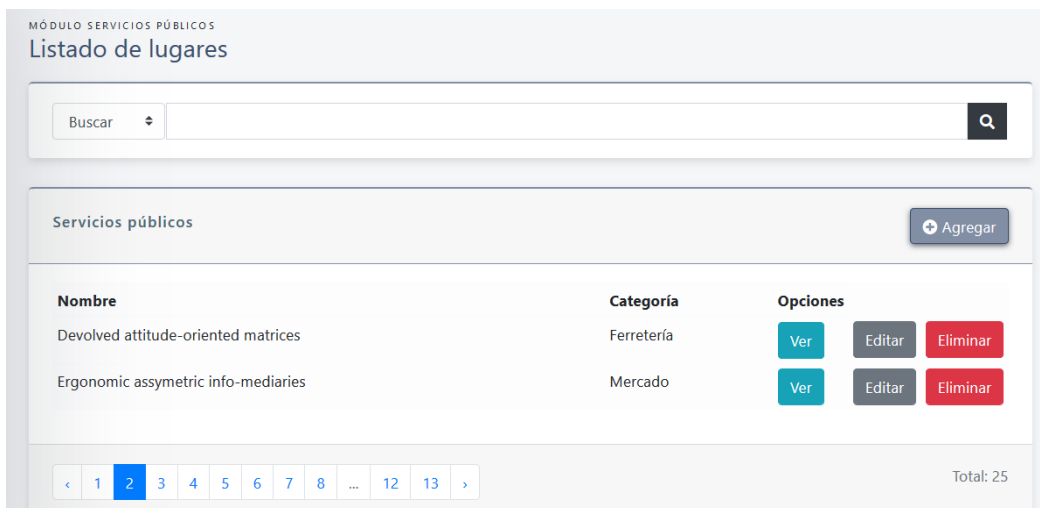 MÓDULO SERVICIOS PÚBLICOS
Listado de lugares
Buscar
Servicios públicos
Agregar
Nombre Categoría Opciones
Devolved attitude-oriented matrices Ferretería Ver Editar Eliminar
Ergonomic assymetric info-mediaries Mercado Ver Editar Eliminar
‹ 1 2 3 4 5 6 7 8 ... 12 13 › Total: 25